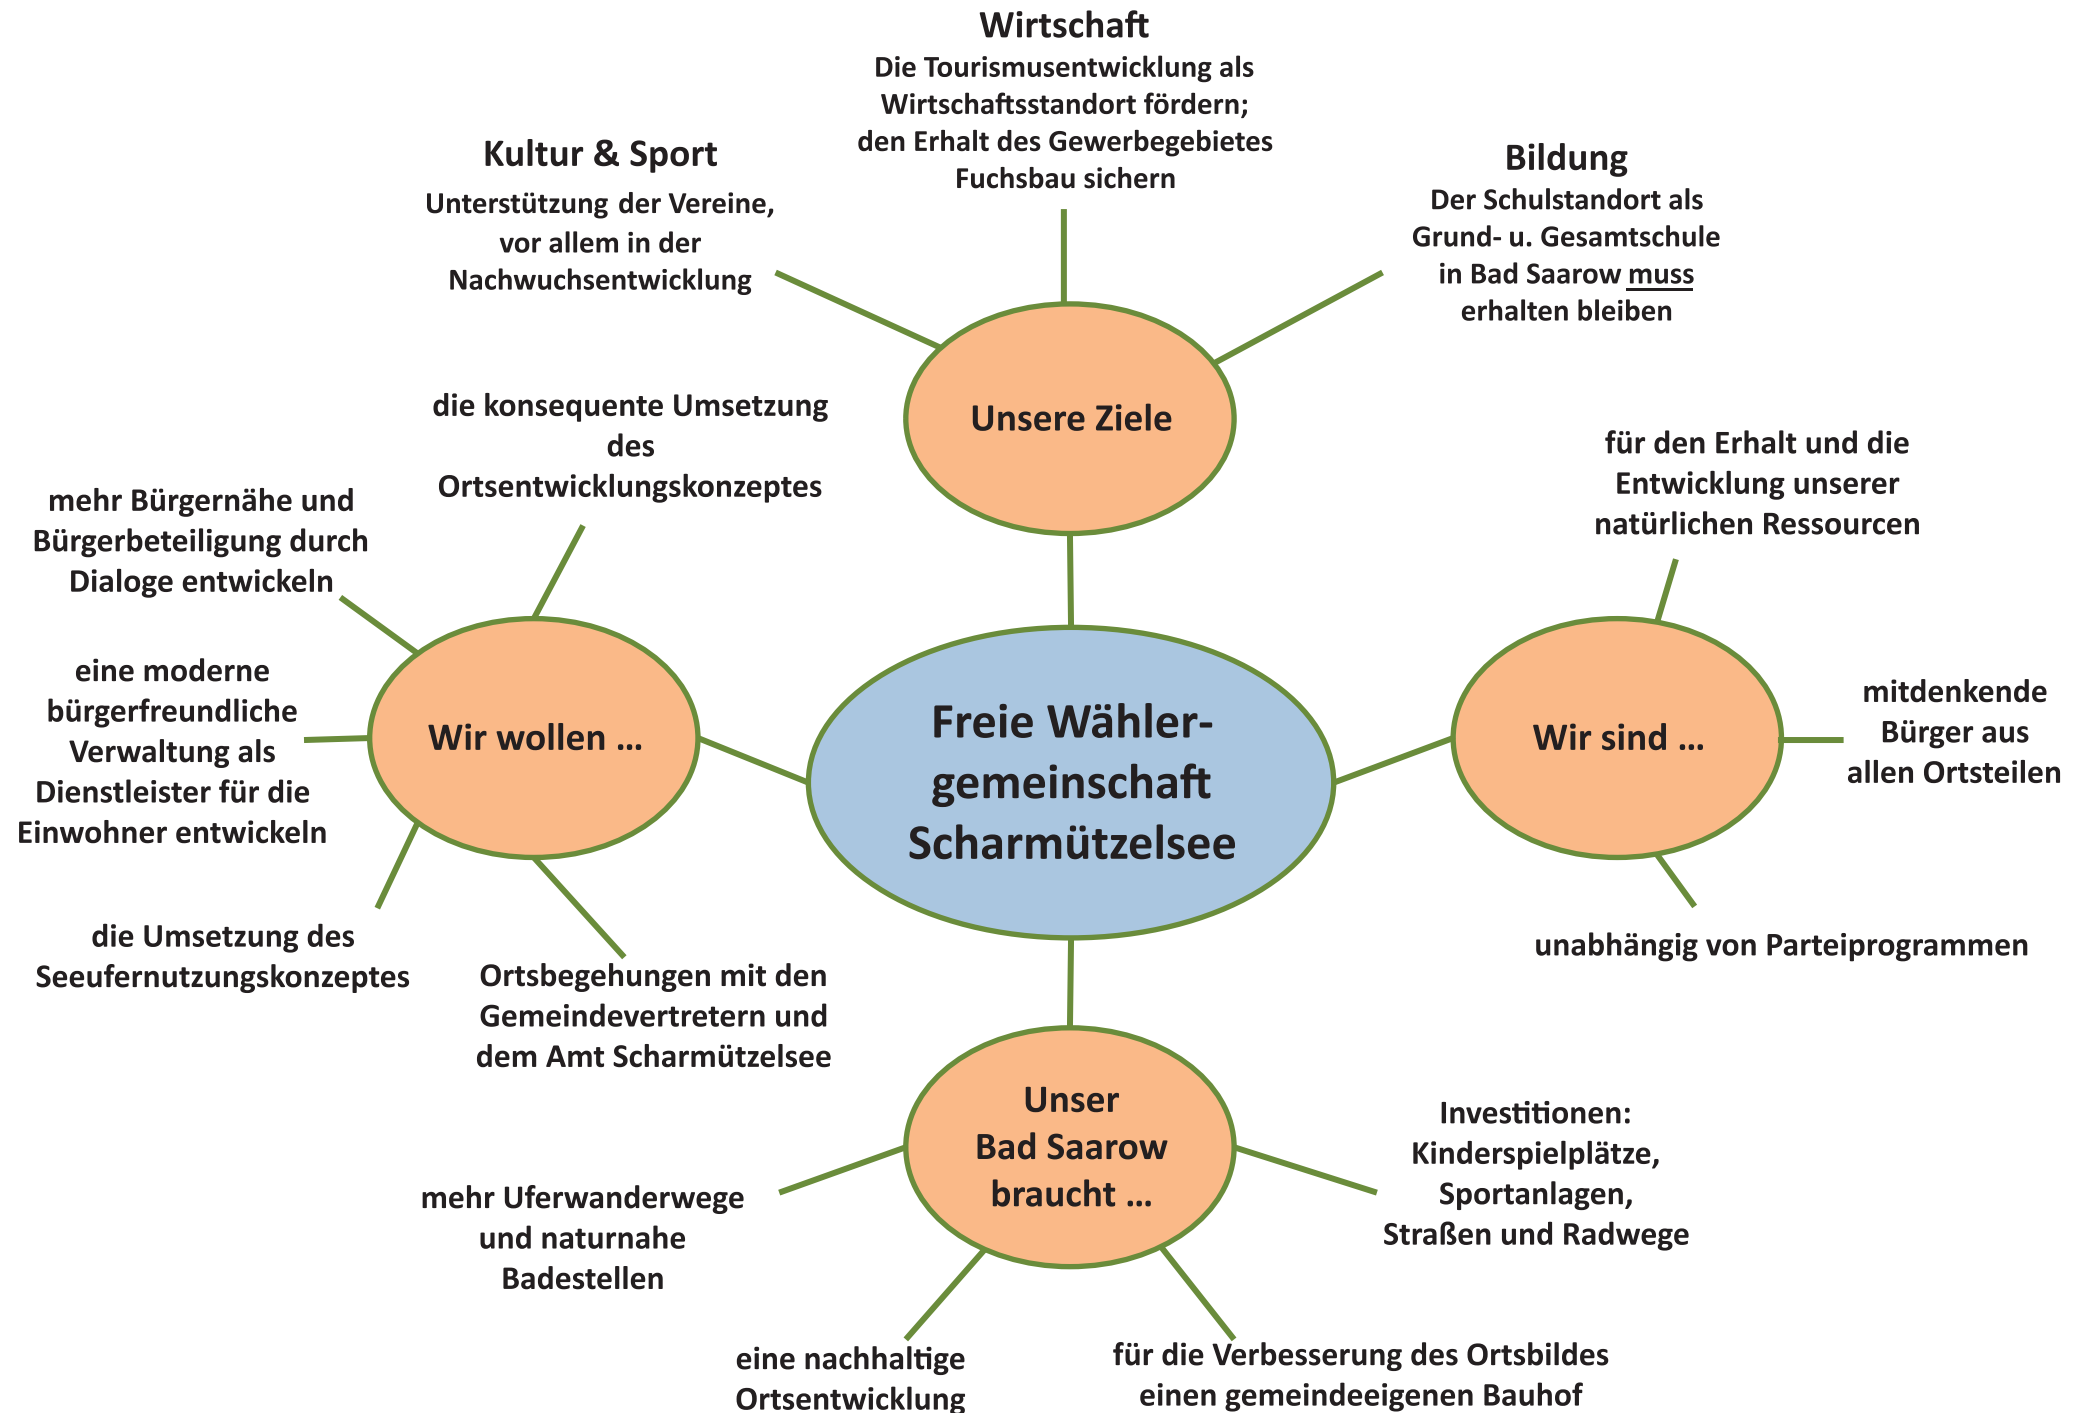 Wirtschaft
Die Tourismusentwicklung als
Wirtschaftsstandort fördern;
den Erhalt des Gewerbegebietes
Fuchsbau sichern
Kultur & Sport
Unterstützung der Vereine,
vor allem in der
Nachwuchsentwicklung
Bildung
Der Schulstandort als
Grund- u. Gesamtschule
in Bad Saarow muss
erhalten bleiben
Unsere Ziele
die konsequente Umsetzung
des
Ortsentwicklungskonzeptes
mehr Bürgernähe und
Bürgerbeteiligung durch
Dialoge entwickeln
eine moderne
bürgerfreundliche
Verwaltung als
Dienstleister für die
Einwohner entwickeln
Wir wollen ...
die Umsetzung des
Seeufernutzungskonzeptes
Ortsbegehungen mit den
Gemeindevertretern und
dem Amt Scharmützelsee
Freie Wähler-
gemeinschaft
Scharmützelsee
für den Erhalt und die
Entwicklung unserer
natürlichen Ressourcen
Wir sind ...
mitdenkende
Bürger aus
allen Ortsteilen
unabhängig von Parteiprogrammen
Unser
Bad Saarow
braucht ...
mehr Uferwanderwege
und naturnahe
Badestellen
Investitionen:
Kinderspielplätze,
Sportanlagen,
Straßen und Radwege
eine nachhaltige
Ortsentwicklung
für die Verbesserung des Ortsbildes
einen gemeindeeigenen Bauhof